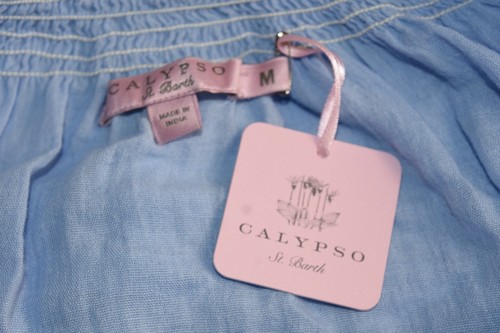 CALYPSO
St. Barth
M
MADE IN
INDIA
CALYPSO
St. Barth